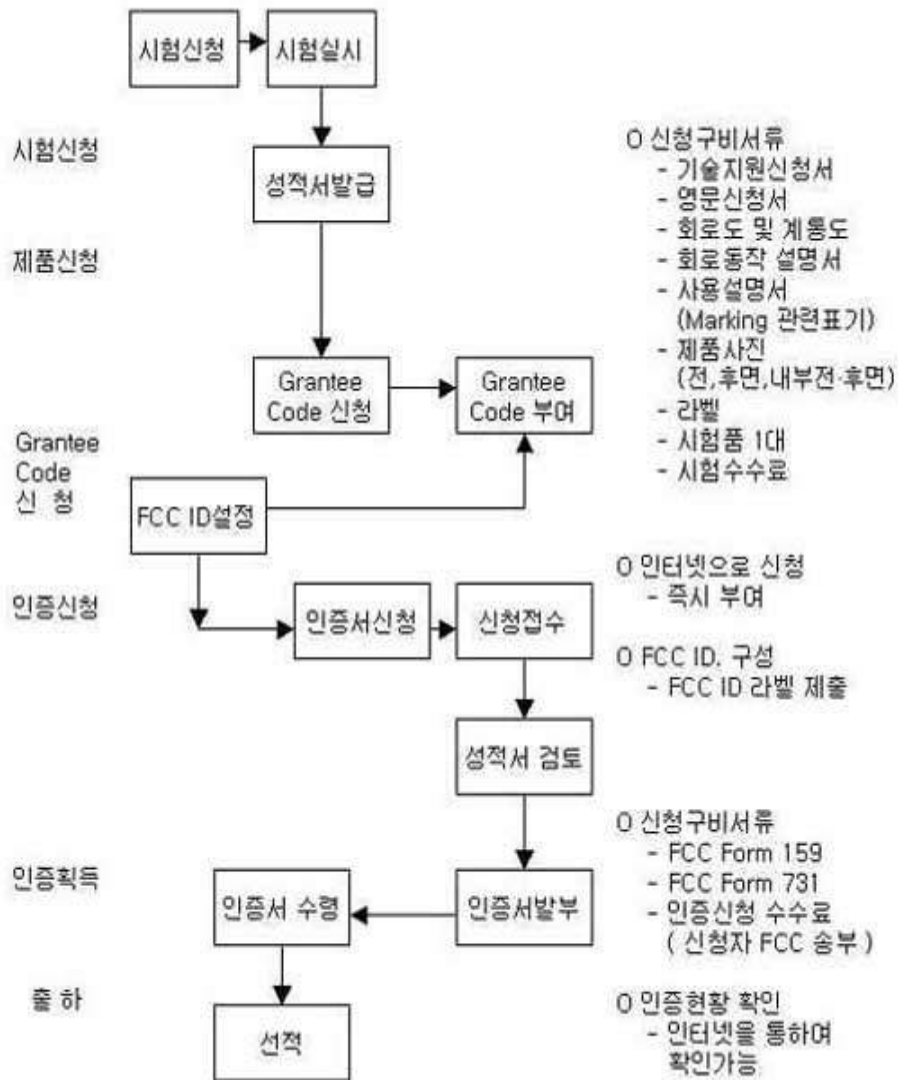 시험신청
시험실시
시험신청
성적서발급
제품신청
Grantee
Code 신청
Grantee
Code 부여
Grantee
Code
신 청
FCC ID설정
인증신청
인증서신청
신청접수
성적서 검토
인증획득
인증서 수령
인증서발부
출 하
선적
O 신청구비서류
- 기술지원신청서
- 영문신청서
- 회로도 및 계통도
- 회로동작 설명서
- 사용설명서
(Marking 관련표기)
- 제품사진
(전,후면,내부전·후면)
- 라벨
- 시험품 1대
- 시험수수료
O 인터넷으로 신청
- 즉시 부여
O FCC ID. 구성
- FCC ID 라벨 제출
O 신청구비서류
- FCC Form 159
- FCC Form 731
- 인증신청 수수료
( 신청자 FCC 송부 )
O 인증현황 확인
- 인터넷을 통하여
확인가능